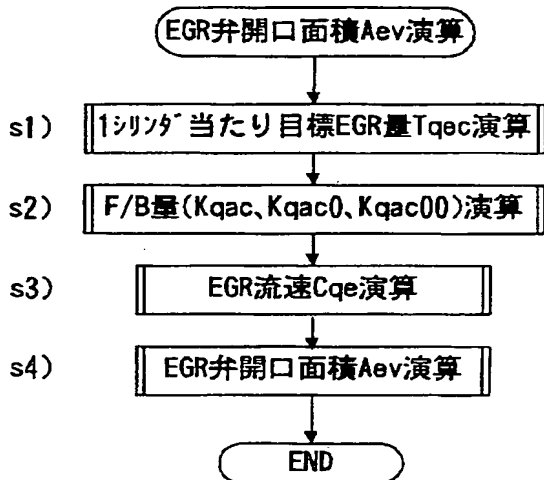 EGR弁開口面積Aev演算
s1) 1シリンダ当たり目標EGR量Tqec演算
s2) F/B量(Kqac、Kqac0、Kqac00)演算
s3) EGR流速Cqe演算
s4) EGR弁開口面積Aev演算
END